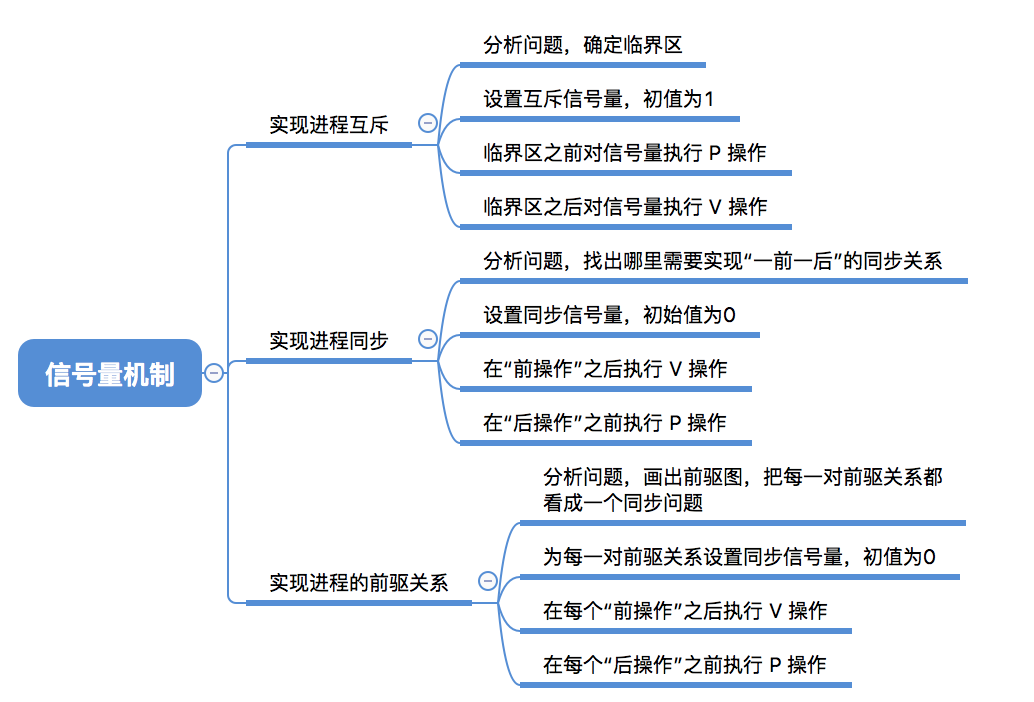 信号量机制
实现进程互斥
分析问题，确定临界区
设置互斥信号量，初值为1
临界区之前对信号量执行 P 操作
临界区之后对信号量执行 V 操作
实现进程同步
分析问题，找出哪里需要实现“一前一后”的同步关系
设置同步信号量，初始值为0
在“前操作”之后执行 V 操作
在“后操作”之前执行 P 操作
实现进程的前驱关系
分析问题，画出前驱图，把每一对前驱关系都
看成一个同步问题
为每一对前驱关系设置同步信号量，初值为0
在每个“前操作”之后执行 V 操作
在每个“后操作”之前执行 P 操作